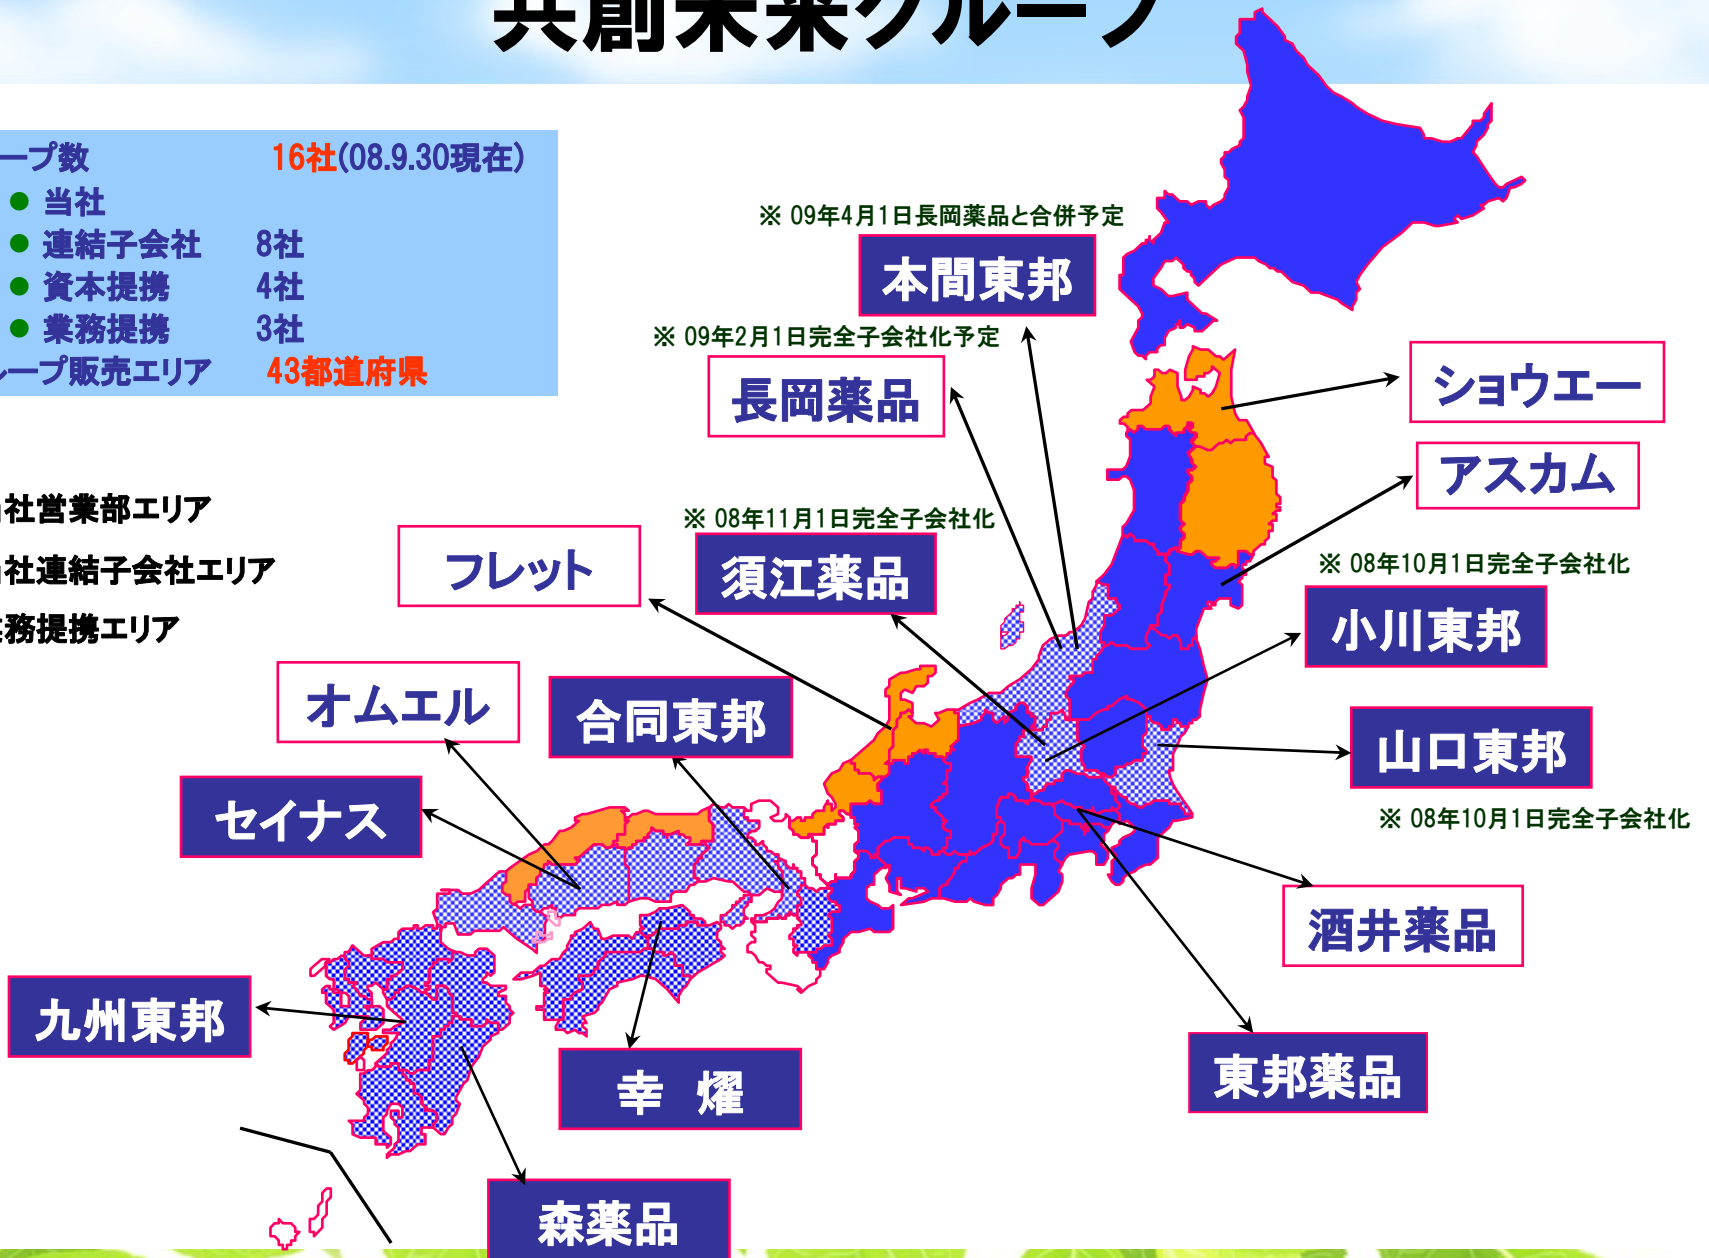 共創未来グループ
ープ数 16社(08.9.30現在)
● 当社
● 連結子会社 8社
● 資本提携 4社
● 業務提携 3社
ループ販売エリア 43都道府県
※ 09年4月1日長岡薬品と合併予定
本間東邦
※ 09年2月1日完全子会社化予定
長岡薬品
ショウエー
アスカム
社営業部エリア
社連結子会社エリア
務提携エリア
※ 08年11月1日完全子会社化
須江薬品
フレット
※ 08年10月1日完全子会社化
小川東邦
オムエル
合同東邦
山口東邦
※ 08年10月1日完全子会社化
セイナス
酒井薬品
九州東邦
幸 燿
東邦薬品
森薬品